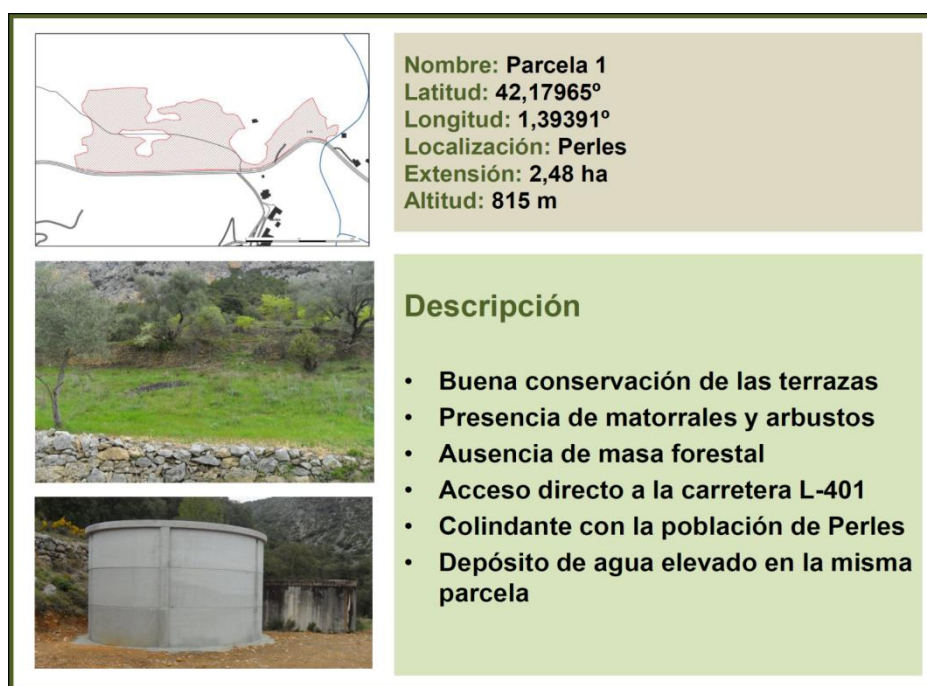 Nombre: Parcela 1
Latitud: 42,17965º
Longitud: 1,39391º
Localización: Perles
Extensión: 2,48 ha
Altitud: 815 m
Descripción
• Buena conservación de las terrazas
• Presencia de matorrales y arbustos
• Ausencia de masa forestal
• Acceso directo a la carretera L-401
• Colindante con la población de Perles
• Depósito de agua elevado en la misma
parcela